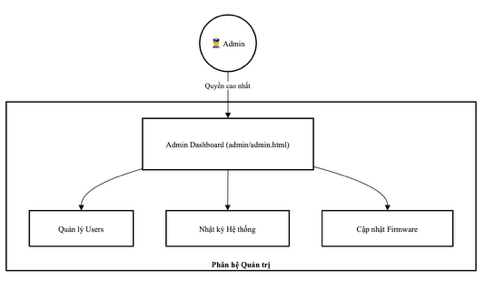 Admin
Quyền cao nhất
Admin Dashboard (admin/admin.html)
Quản lý Users
Nhật ký Hệ thống
Cập nhật Firmware
Phân hệ Quản trị